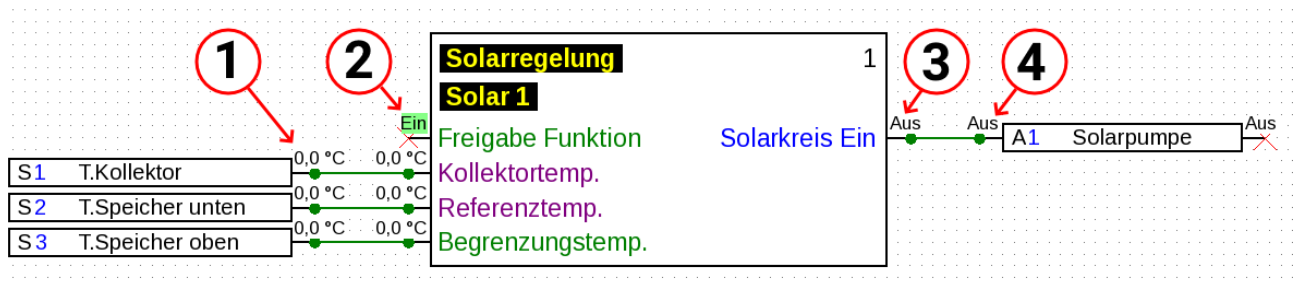 1 2 3 4
Solarregelung 1
Solar 1
Ein Aus Aus Aus
Freigabe Funktion Solarkreis Ein A1 Solarpumpe
0,0 °C 0,0 °C
S1 T.Kollektor Kollektortemp.
0,0 °C 0,0 °C
S2 T.Speicher unten Referenztemp.
0,0 °C 0,0 °C
S3 T.Speicher oben Begrenzungstemp.